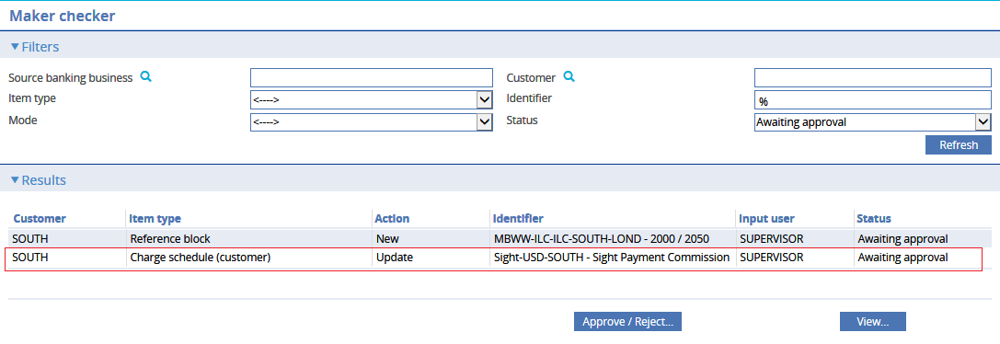 Maker checker
Filters
Source banking business Customer
Item type <----> Identifier %
Mode <----> Status Awaiting approval
Refresh
Results
Customer Item type Action Identifier Input user Status
SOUTH Reference block New MBWW-ILC-ILC-SOUTH-LOND - 2000 / 2050 SUPERVISOR Awaiting approval
SOUTH Charge schedule (customer) Update Sight-USD-SOUTH - Sight Payment Commission SUPERVISOR Awaiting approval
Approve / Reject... View...